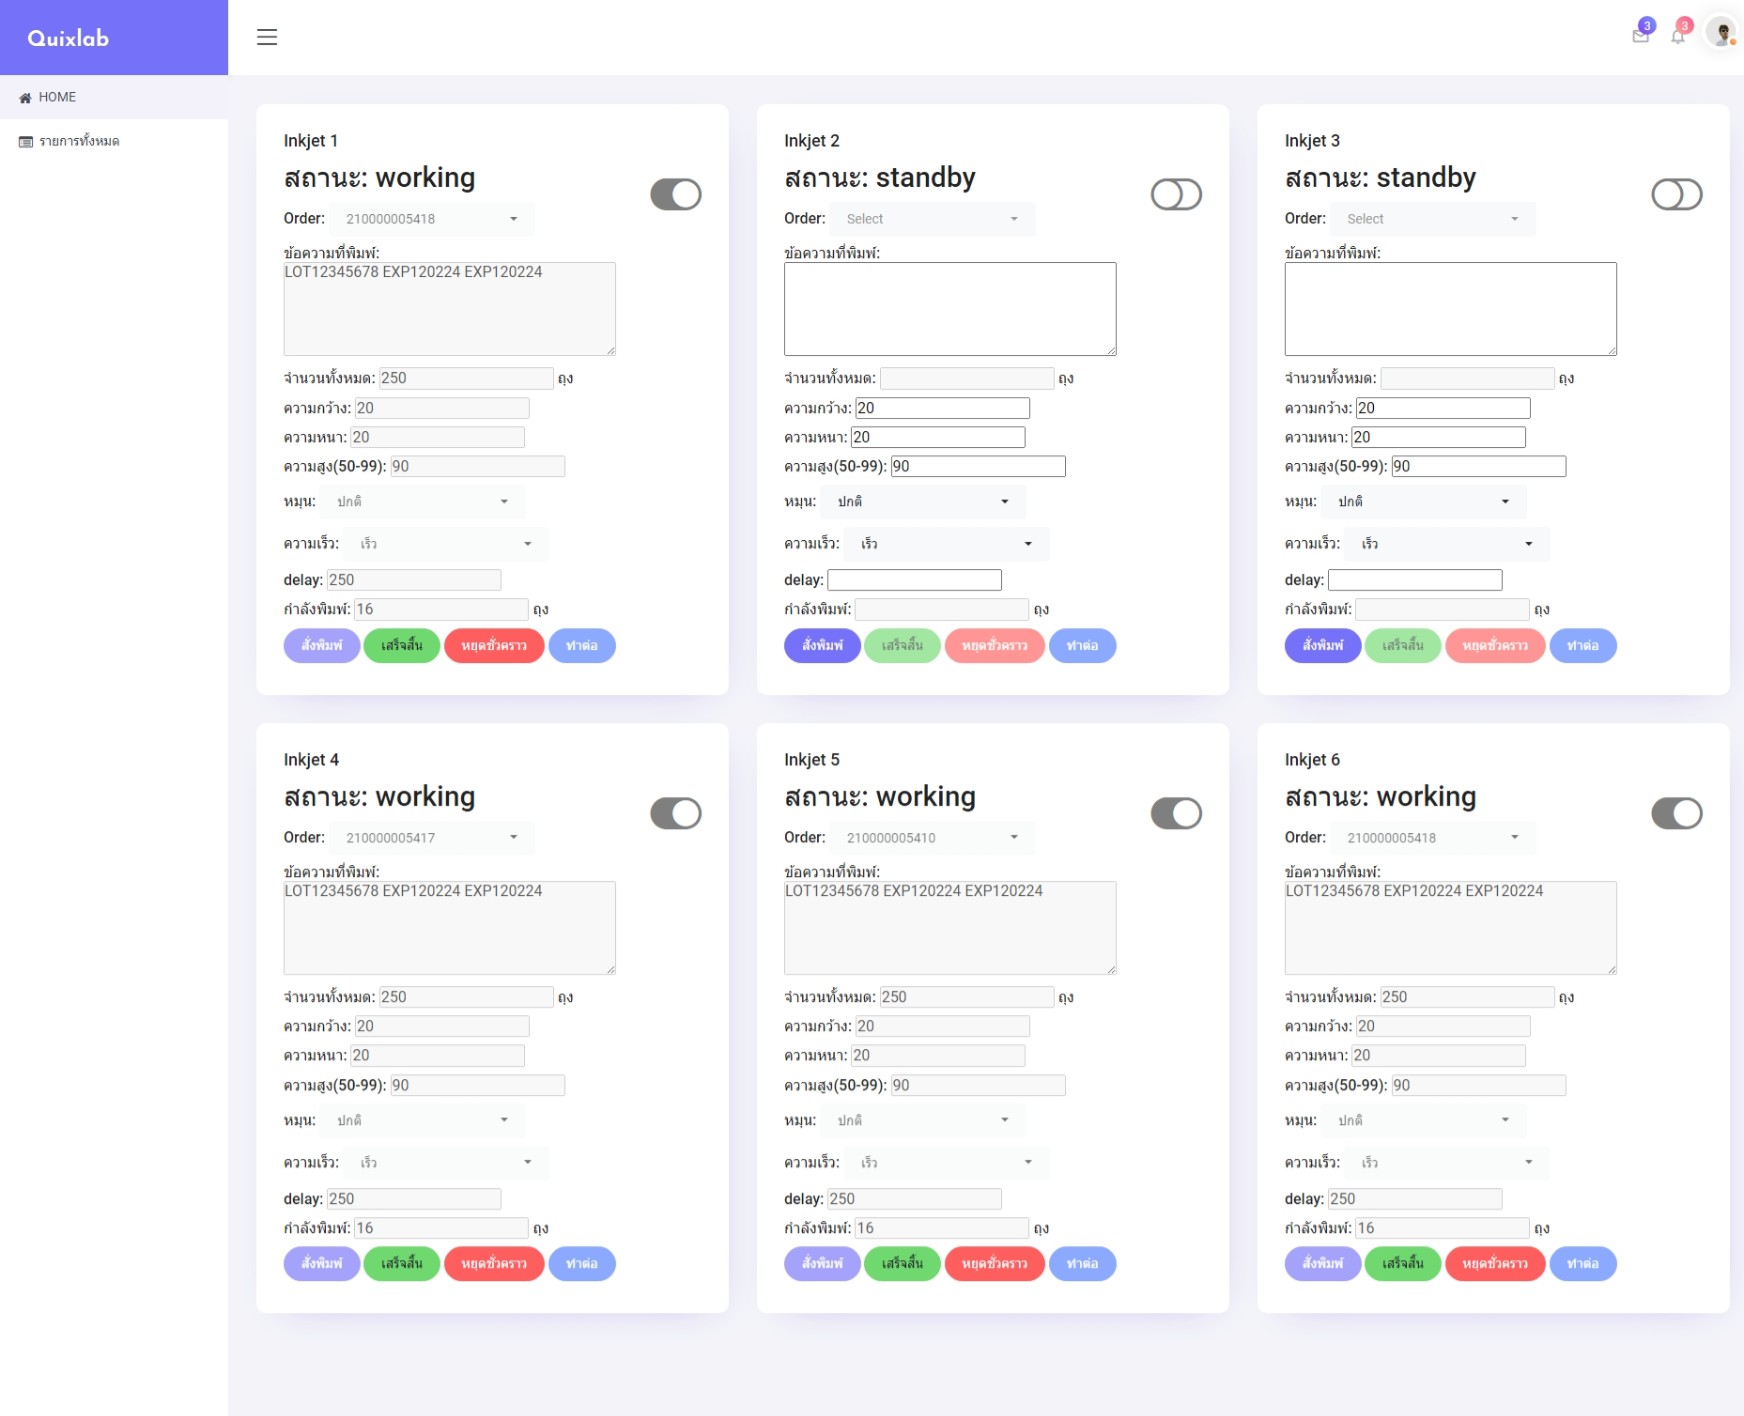 Quixlab
3
3
HOME
รายการทั้งหมด
Inkjet 1
สถานะ: working
Order: 210000005418
ข้อความที่พิมพ์:
LOT12345678 EXP120224 EXP120224
จำนวนทั้งหมด: 250 ถุง
ความกว้าง: 20
ความหนา: 20
ความสูง(50-99): 90
หมุน: ปกติ
ความเร็ว: เร็ว
delay: 250
กำลังพิมพ์: 16 ถุง
สั่งพิมพ์ เสร็จสิ้น หยุดชั่วคราว ทำต่อ
Inkjet 2
สถานะ: standby
Order: Select
ข้อความที่พิมพ์:
จำนวนทั้งหมด: ถุง
ความกว้าง: 20
ความหนา: 20
ความสูง(50-99): 90
หมุน: ปกติ
ความเร็ว: เร็ว
delay:
กำลังพิมพ์: ถุง
สั่งพิมพ์ เสร็จสิ้น หยุดชั่วคราว ทำต่อ
Inkjet 3
สถานะ: standby
Order: Select
ข้อความที่พิมพ์:
จำนวนทั้งหมด: ถุง
ความกว้าง: 20
ความหนา: 20
ความสูง(50-99): 90
หมุน: ปกติ
ความเร็ว: เร็ว
delay:
กำลังพิมพ์: ถุง
สั่งพิมพ์ เสร็จสิ้น หยุดชั่วคราว ทำต่อ
Inkjet 4
สถานะ: working
Order: 210000005417
ข้อความที่พิมพ์:
LOT12345678 EXP120224 EXP120224
จำนวนทั้งหมด: 250 ถุง
ความกว้าง: 20
ความหนา: 20
ความสูง(50-99): 90
หมุน: ปกติ
ความเร็ว: เร็ว
delay: 250
กำลังพิมพ์: 16 ถุง
สั่งพิมพ์ เสร็จสิ้น หยุดชั่วคราว ทำต่อ
Inkjet 5
สถานะ: working
Order: 210000005410
ข้อความที่พิมพ์:
LOT12345678 EXP120224 EXP120224
จำนวนทั้งหมด: 250 ถุง
ความกว้าง: 20
ความหนา: 20
ความสูง(50-99): 90
หมุน: ปกติ
ความเร็ว: เร็ว
delay: 250
กำลังพิมพ์: 16 ถุง
สั่งพิมพ์ เสร็จสิ้น หยุดชั่วคราว ทำต่อ
Inkjet 6
สถานะ: working
Order: 210000005418
ข้อความที่พิมพ์:
LOT12345678 EXP120224 EXP120224
จำนวนทั้งหมด: 250 ถุง
ความกว้าง: 20
ความหนา: 20
ความสูง(50-99): 90
หมุน: ปกติ
ความเร็ว: เร็ว
delay: 250
กำลังพิมพ์: 16 ถุง
สั่งพิมพ์ เสร็จสิ้น หยุดชั่วคราว ทำต่อ